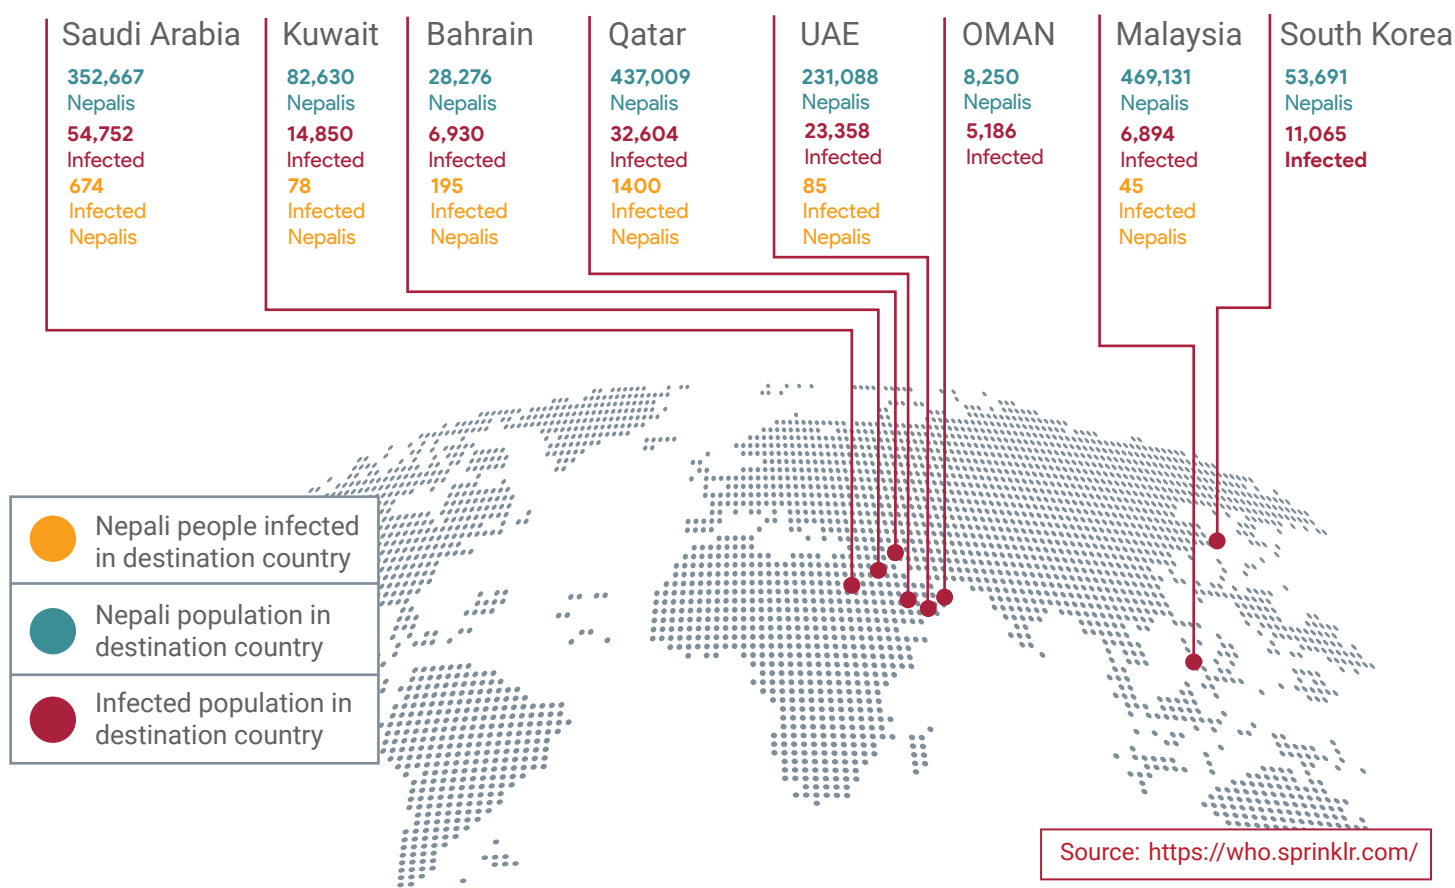 Saudi Arabia
352,667
Nepalis
54,752
Infected
674
Infected
Nepalis
Kuwait
82,630
Nepalis
14,850
Infected
78
Infected
Nepalis
Bahrain
28,276
Nepalis
6,930
Infected
195
Infected
Nepalis
Qatar
437,009
Nepalis
32,604
Infected
1400
Infected
Nepalis
UAE
231,088
Nepalis
23,358
Infected
85
Infected
Nepalis
OMAN
8,250
Nepalis
5,186
Infected
Malaysia
469,131
Nepalis
6,894
Infected
45
Infected
Nepalis
South Korea
53,691
Nepalis
11,065
Infected
Nepali people infected
in destination country
Nepali population in
destination country
Infected population in
destination country
Source: https://who.sprinklr.com/